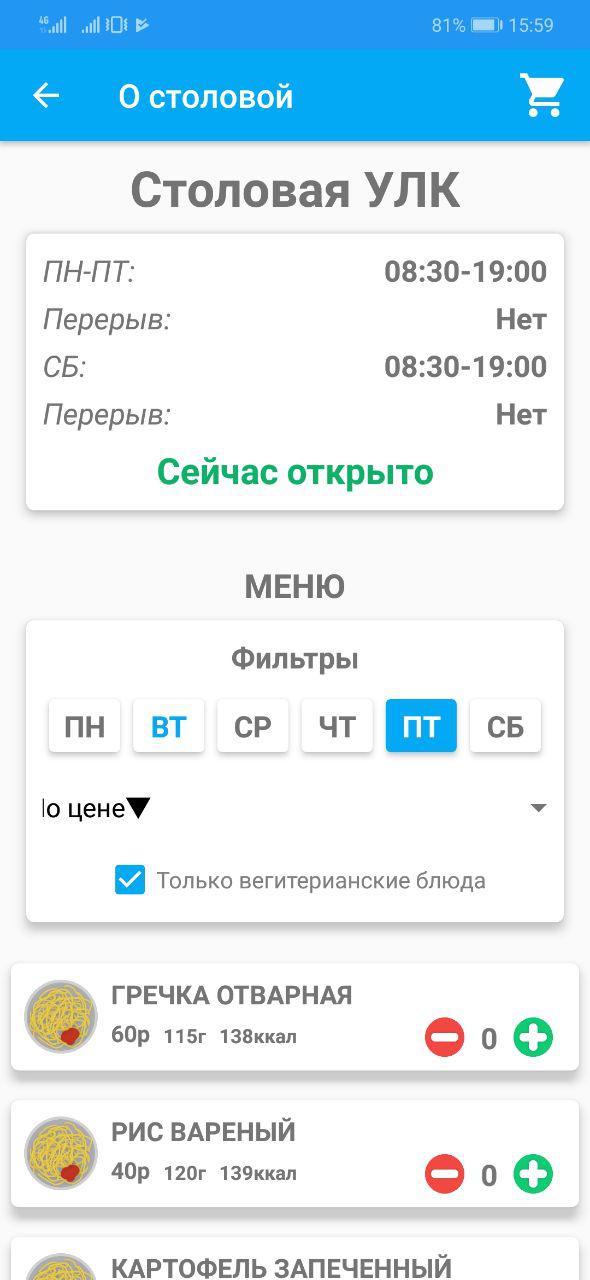 4G
81% 15:59
О столовой
Столовая УЛК
ПН-ПТ: 08:30-19:00
Перерыв: Нет
СБ: 08:30-19:00
Перерыв: Нет
Сейчас открыто
МЕНЮ
Фильтры
ПН ВТ СР ЧТ ПТ СБ
о цене▼
Только вегитерианские блюда
ГРЕЧКА ОТВАРНАЯ
60р 115г 138ккал
0
РИС ВАРЕНЫЙ
40р 120г 139ккал
0
КАРТОФЕЛЬ ЗАПЕЧЕННЫЙ